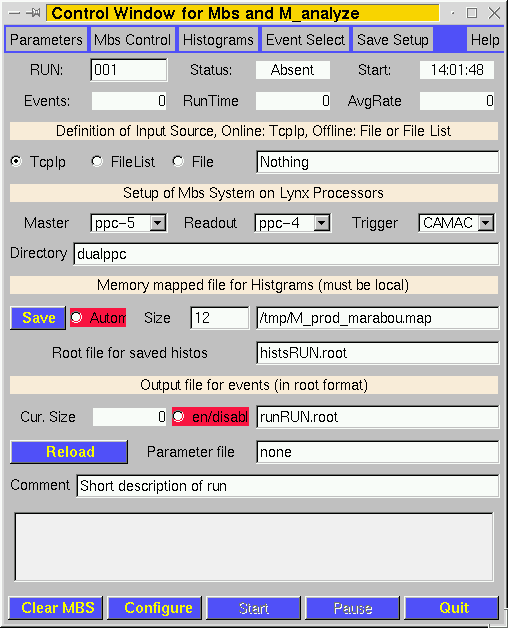 Control Window for Mbs and M_analyze
Parameters Mbs Control Histograms Event Select Save Setup Help
RUN: 001 Status: Absent Start: 14:01:48
Events: 0 RunTime 0 AvgRate 0
Definition of Input Source, Online: TcpIp, Offline: File or File List
TcpIp FileList File Nothing
Setup of Mbs System on Lynx Processors
Master ppc-5 Readout ppc-4 Trigger CAMAC
Directory dualppc
Memory mapped file for Histgrams (must be local)
Save Autom Size 12 /tmp/M_prod_marabou.map
Root file for saved histos histsRUN.root
Output file for events (in root format)
Cur. Size 0 en/disabl runRUN.root
Reload Parameter file none
Comment Short description of run
Clear MBS Configure Start Pause Quit